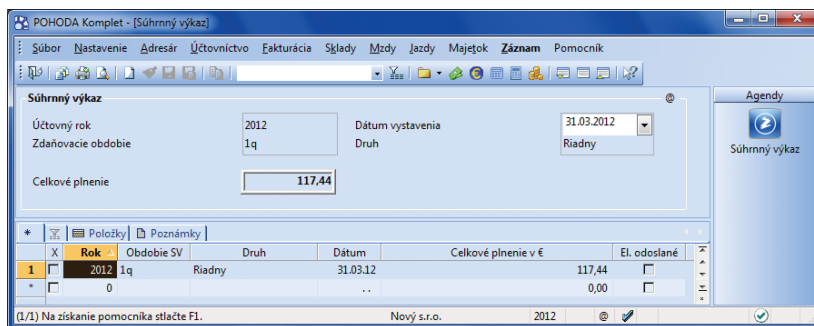 POHODA Komplet - [Súhrnný výkaz]
Súbor Nastavenie Adresár Účtovníctvo Fakturácia Sklady Mzdy Jazdy Majetok Záznam Pomocník
Súhrnný výkaz @
Účtovný rok 2012 Dátum vystavenia 31.03.2012
Zdaňovacie obdobie 1q Druh Riadny
Celkové plnenie 117,44
Agendy
Súhrnný výkaz
* Položky Poznámky
X Rok Obdobie SV Druh Dátum Celkové plnenie v € El. odoslané
1 2012 1q Riadny 31.03.12 117,44
* 0 . . 0,00
(1/1) Na získanie pomocníka stlačte F1. Nový s.r.o. 2012 @